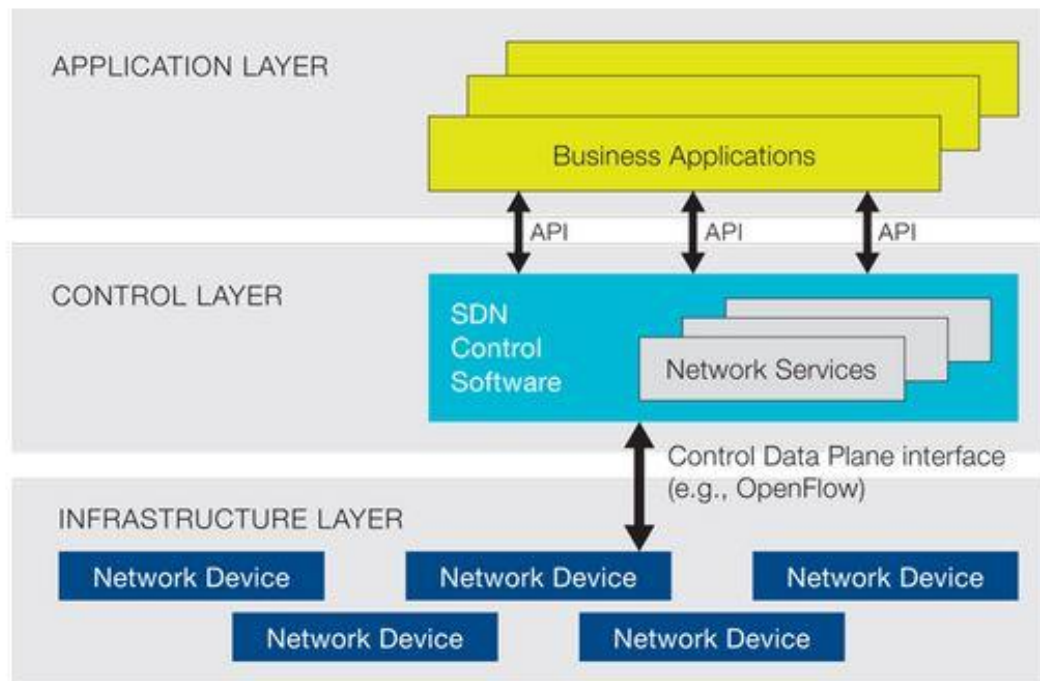 APPLICATION LAYER
Business Applications
API
API
API
CONTROL LAYER
SDN
Control
Software
Network Services
Control Data Plane interface
(e.g., OpenFlow)
INFRASTRUCTURE LAYER
Network Device
Network Device
Network Device
Network Device
Network Device